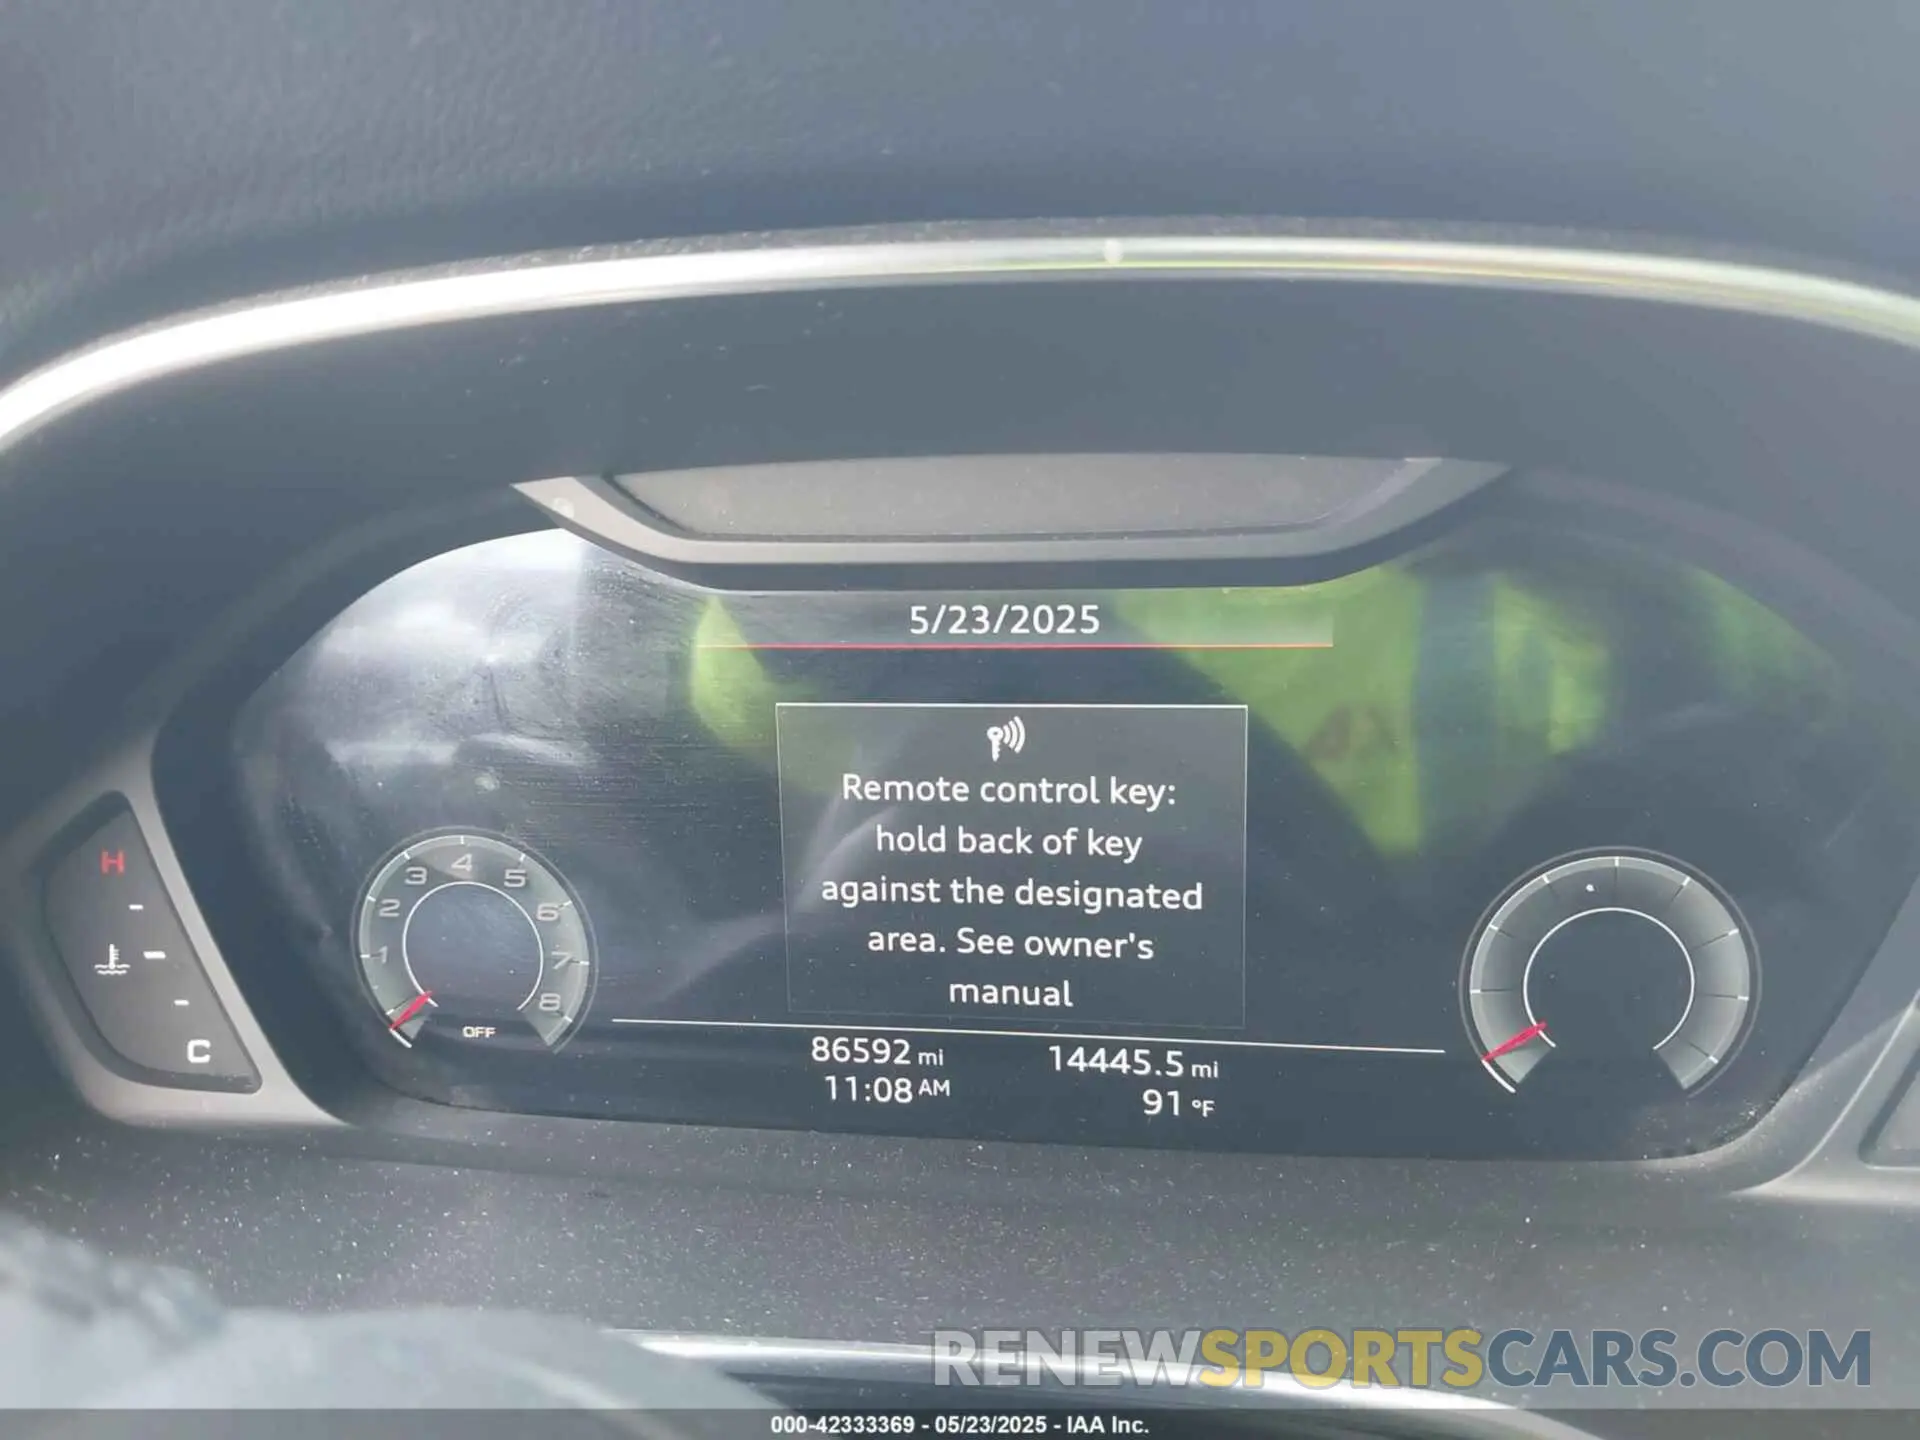 5/23/2025
Remote control key:
hold back of key
against the designated
area. See owner's
manual
H
C
1 2 3 4 5 6 7 8
OFF
86592 mi 14445.5 mi
11:08 AM 91 °F
RENEWSPORTSCARS.COM
000-42333369 - 05/23/2025 - IAA Inc.